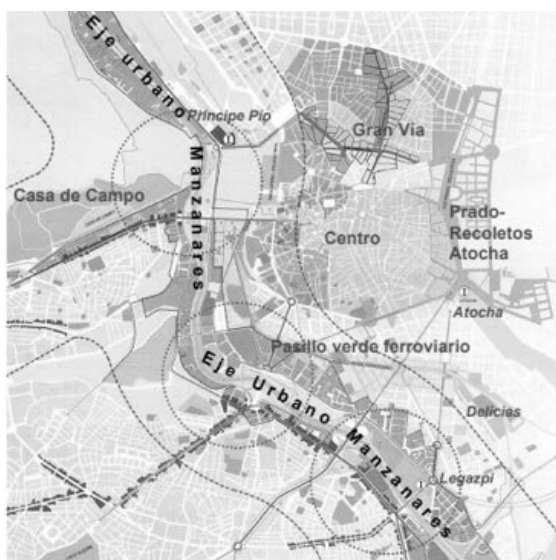 Eje urbano
Príncipe Pío
Gran Via
Manzanares
Casa de Campo
Centro
Prado-
Recoletos
Atocha
Atocha
Pasillo verde ferroviario
Eje Urbano Manzanares
Delicias
Legazpi